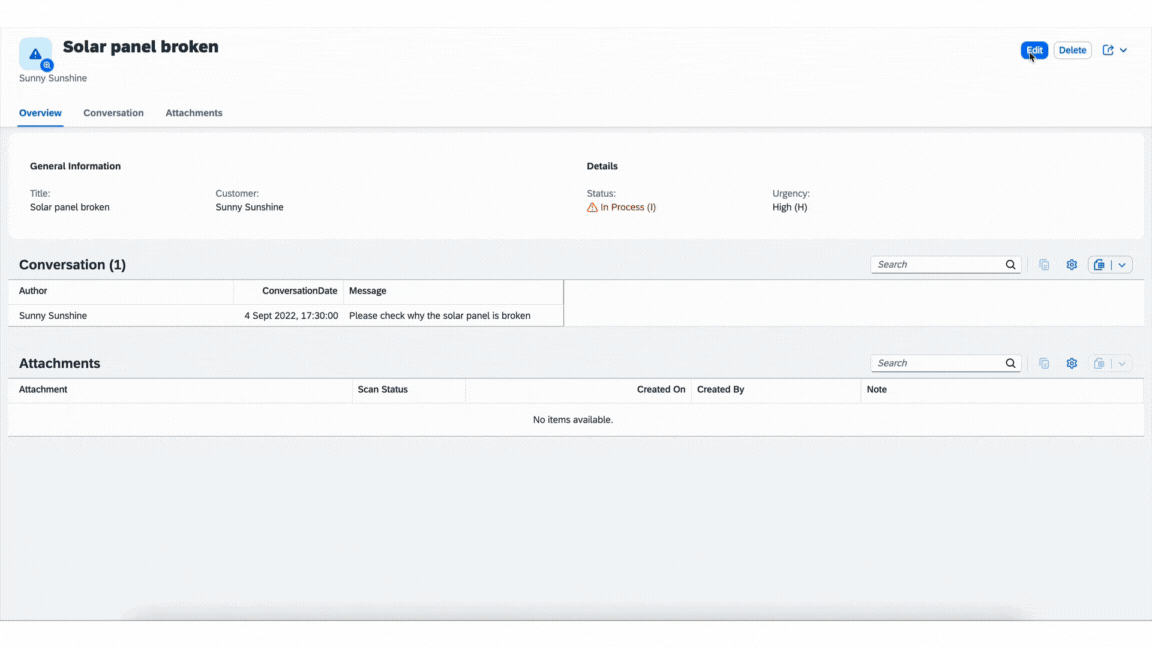 Solar panel broken
Edit
Delete
Sunny Sunshine
Overview
Conversation
Attachments
General Information
Details
Title:
Customer:
Status:
Urgency:
Solar panel broken
Sunny Sunshine
In Process (I)
High (H)
Conversation (1)
Search
Author
ConversationDate
Message
Sunny Sunshine
4 Sept 2022, 17:30:00
Please check why the solar panel is broken
Attachments
Search
Attachment
Scan Status
Created On
Created By
Note
No items available.